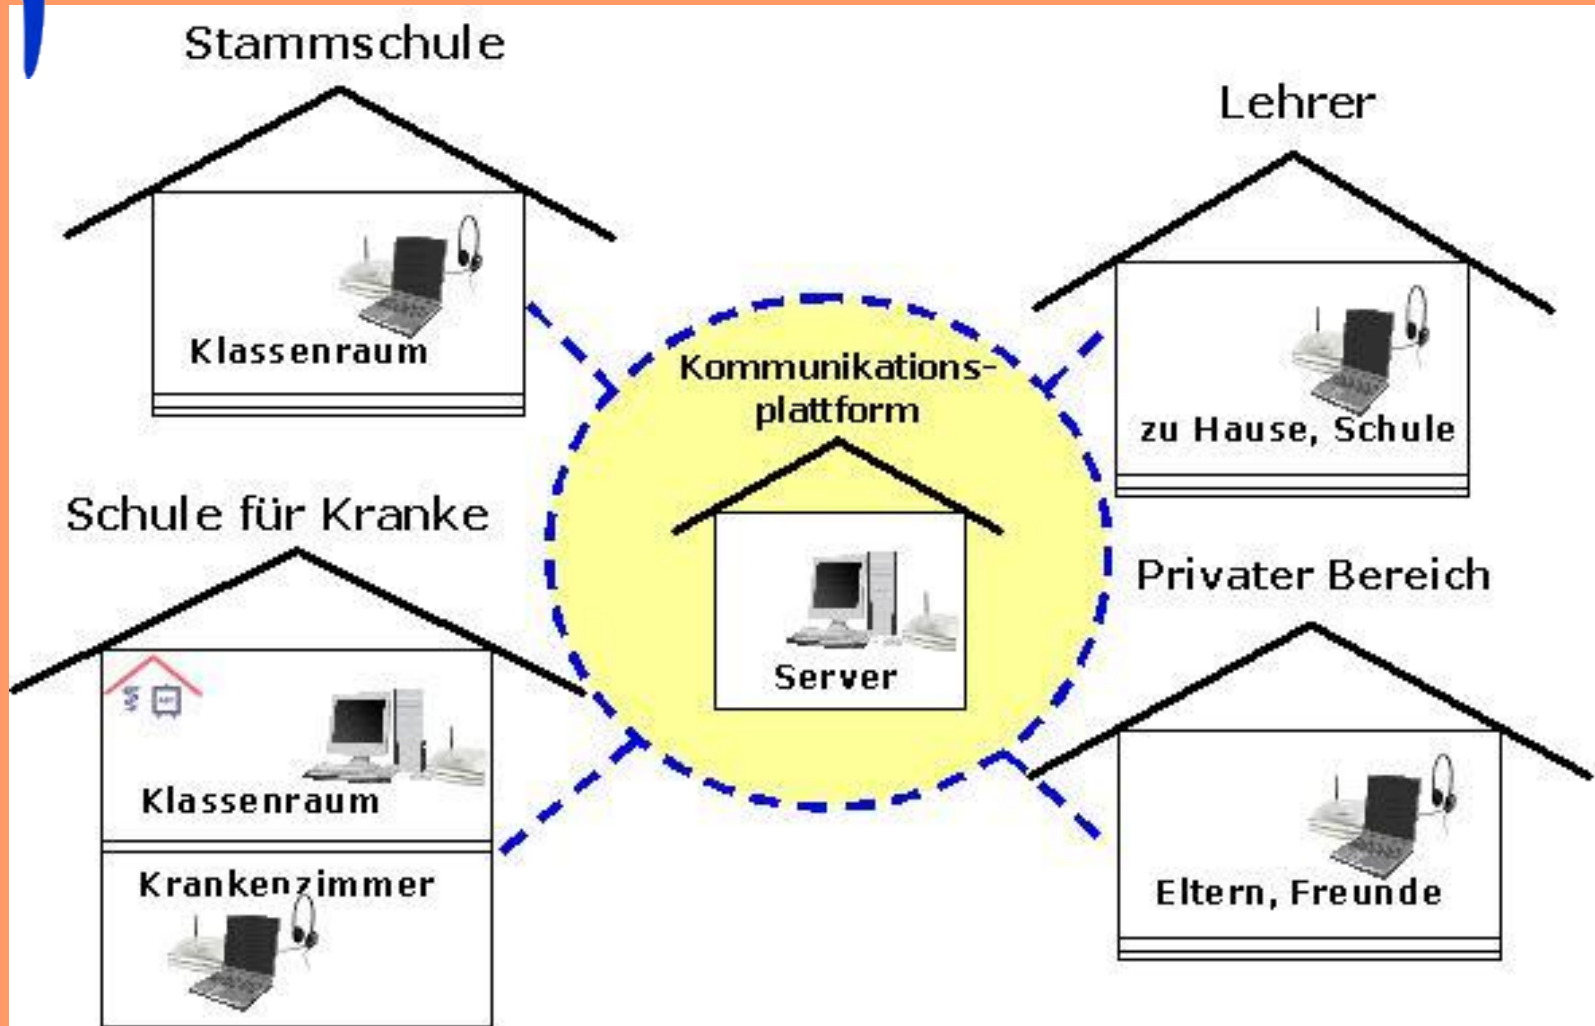 Stammschule
Klassenraum
Lehrer
zu Hause, Schule
Kommunikations-
plattform
Server
Schule für Kranke
Klassenraum
Krankenzimmer
Privater Bereich
Eltern, Freunde